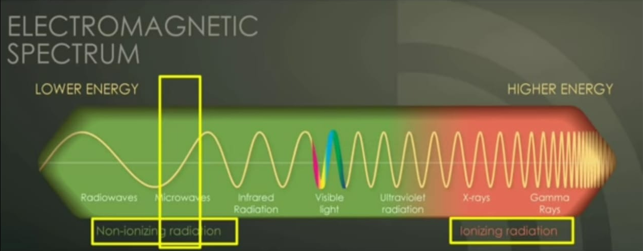 ELECTROMAGNETIC
SPECTRUM
LOWER ENERGY
HIGHER ENERGY
Radiowaves
Microwaves
Infrared
Radiation
Visible
light
Ultraviolet
radiation
X-rays
Gamma
Rays
Non-ionizing radiation
Ionizing radiation